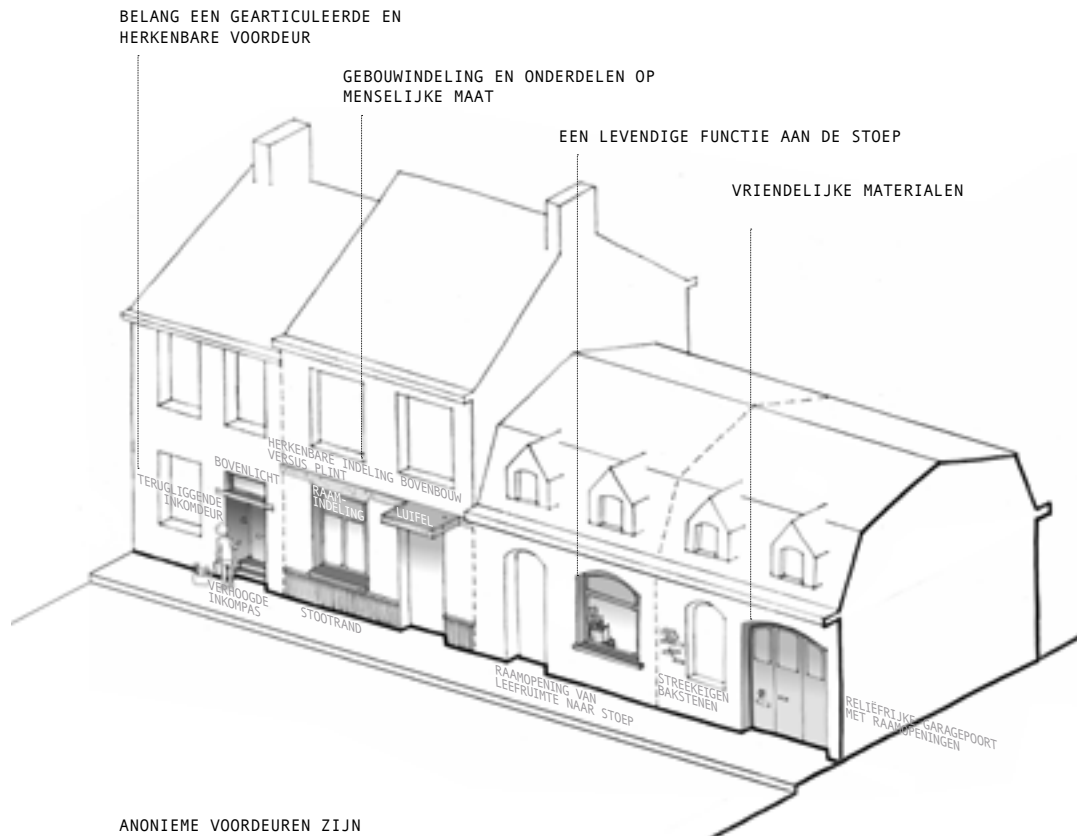 BELANG EEN GEARTICULEERDE EN
HERKENBARE VOORDEUR
GEBOUWINDELING EN ONDERDELEN OP
MENSELIJKE MAAT
EEN LEVENDIGE FUNCTIE AAN DE STOEP
VRIENDELIJKE MATERIALEN
HERKENBARE INDELING BOVENBOUW
VERSUS PLINT
BOVENLICHT
TERUGLIGGENDE
INKOMDEUR
RAAM
INDELING
LUIFEL
VERHOOGDE
INKOMPAS
STOOTRAND
RAAMOPENING VAN
LEEFRUIMTE NAAR STOEP
STREEKEIGEN
BAKSTENEN
RELIËFRIJKE GARAGEPOORT
MET RAAMOPENINGEN
ANONIEME VOORDEUREN ZIJN